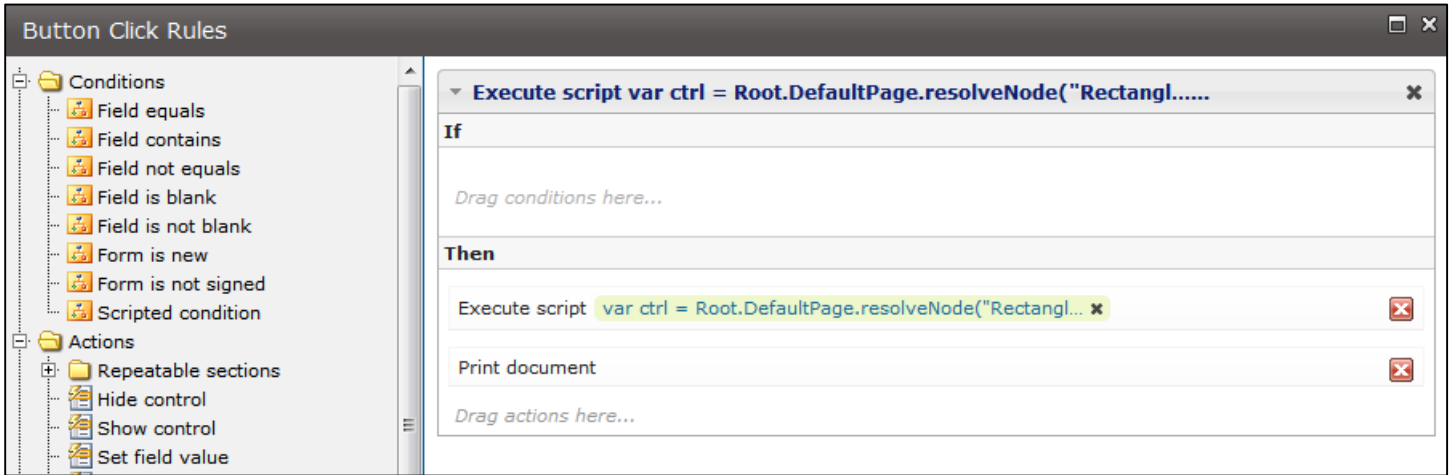 Button Click Rules
Conditions
Field equals
Field contains
Field not equals
Field is blank
Field is not blank
Form is new
Form is not signed
Scripted condition
Actions
Repeatable sections
Hide control
Show control
Set field value
Execute script var ctrl = Root.DefaultPage.resolveNode("Rectangl......
If
Drag conditions here...
Then
Execute script var ctrl = Root.DefaultPage.resolveNode("Rectangl...
Print document
Drag actions here...